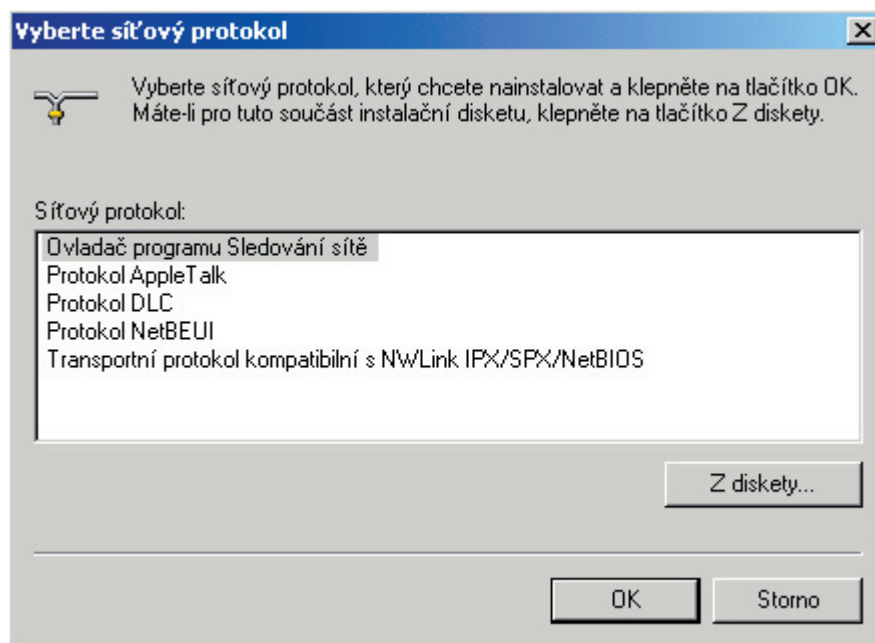 Vyberte síťový protokol
Vyberte síťový protokol, který chcete nainstalovat a klepněte na tlačítko OK.
Máte-li pro tuto součást instalační disketu, klepněte na tlačítko Z diskety.
Síťový protokol:
Ovladač programu Sledování sítě
Protokol AppleTalk
Protokol DLC
Protokol NetBEUI
Transportní protokol kompatibilní s NWLink IPX/SPX/NetBIOS
Z diskety...
OK
Storno